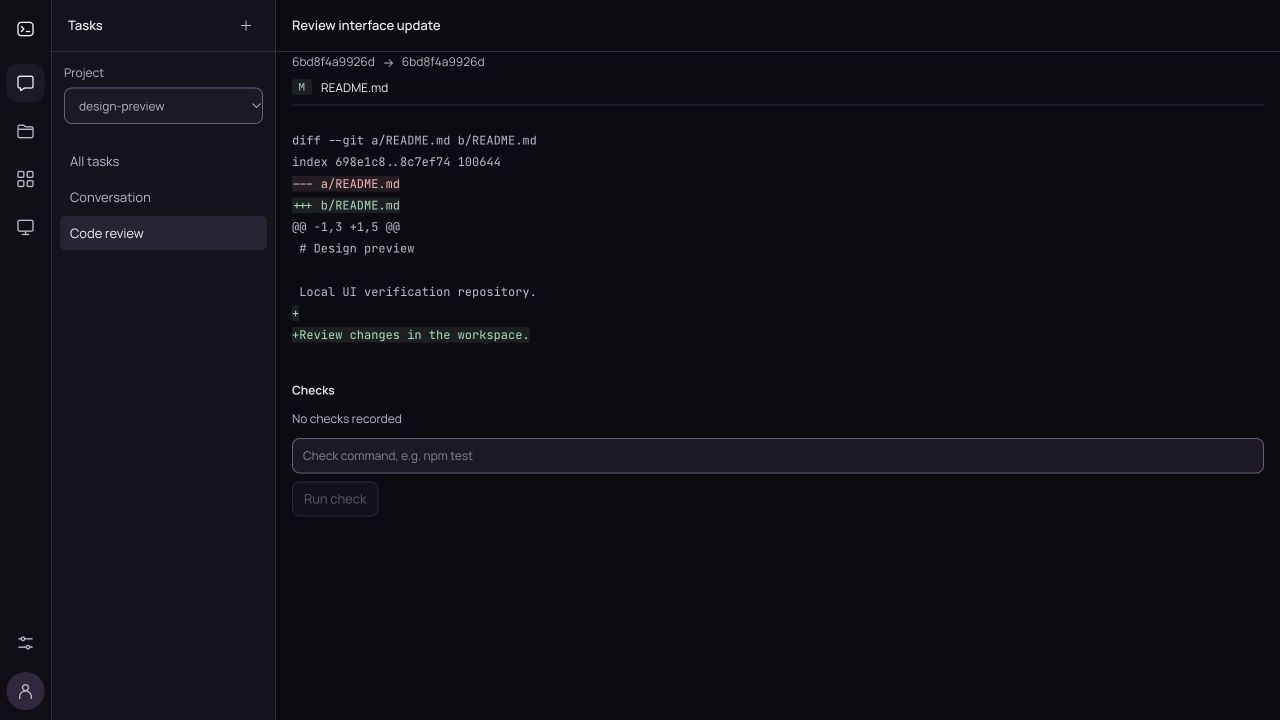 Tasks
Project
design-preview
All tasks
Conversation
Code review
Review interface update
6bd8f4a9926d → 6bd8f4a9926d
M README.md
diff --git a/README.md b/README.md
index 698e1c8..8c7ef74 100644
--- a/README.md
+++ b/README.md
@@ -1,3 +1,5 @@
 # Design preview
 Local UI verification repository.
+
+Review changes in the workspace.
Checks
No checks recorded
Check command, e.g. npm test
Run check